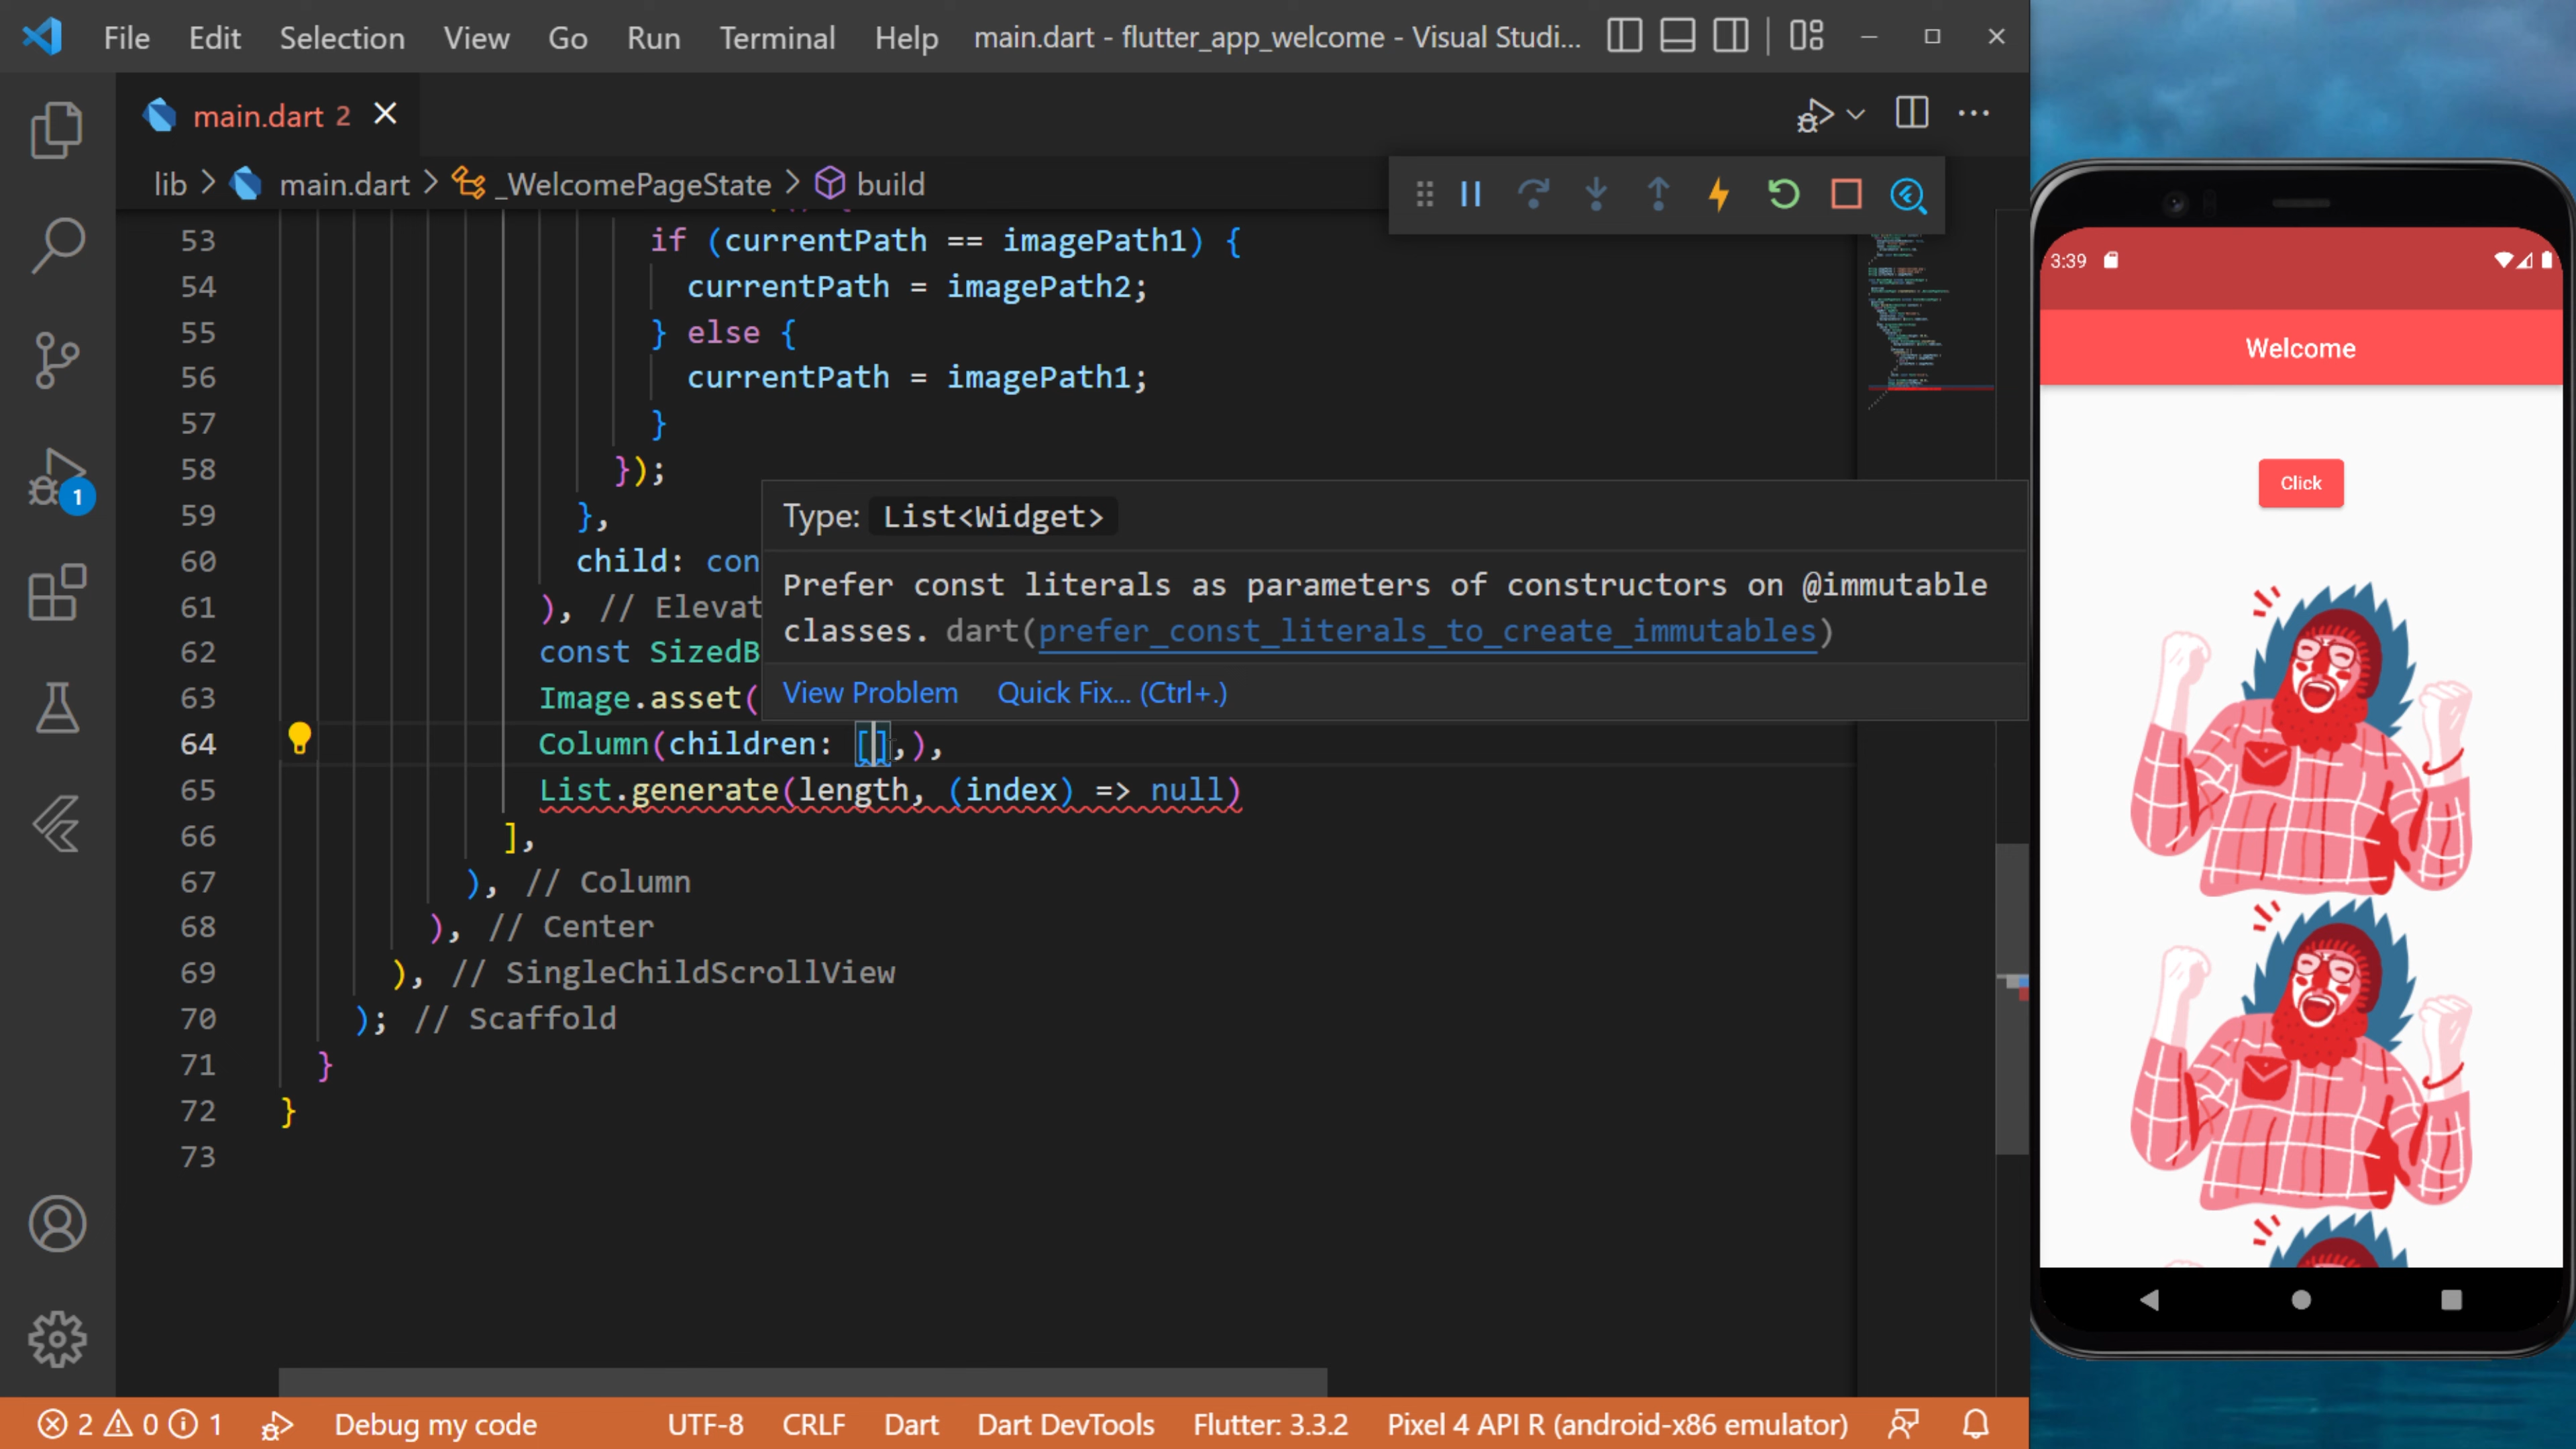 File Edit Selection View Go Run Terminal Help main.dart - flutter_app_welcome - Visual Studi...
main.dart 2
lib > main.dart > _WelcomePageState > build
53 if (currentPath == imagePath1) {
54 currentPath = imagePath2;
55 } else {
56 currentPath = imagePath1;
57 }
58 });
59 },
60 child: con
61 ), // Elevat
62 const SizedB
63 Image.asset(
64 Column(children: [],),
65 List.generate(length, (index) => null)
66 ],
67 ), // Column
68 ), // Center
69 ), // SingleChildScrollView
70 ); // Scaffold
71 }
72 }
73
Type: List<Widget>
Prefer const literals as parameters of constructors on @immutable
classes. dart(prefer_const_literals_to_create_immutables)
View Problem Quick Fix... (Ctrl+.)
1
2 0 1 Debug my code UTF-8 CRLF Dart Dart DevTools Flutter: 3.3.2 Pixel 4 API R (android-x86 emulator)
3:39
Welcome
Click